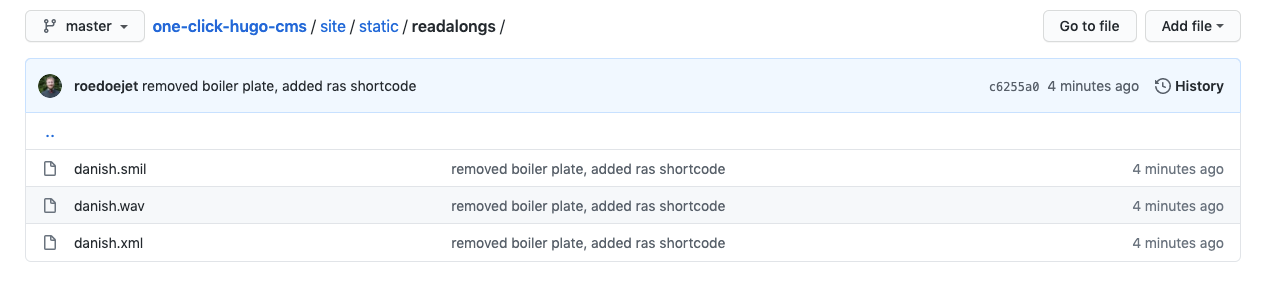 master one-click-hugo-cms / site / static / readalongs / Go to file Add file
roedoejet removed boiler plate, added ras shortcode c6255a0 4 minutes ago History
..
danish.smil removed boiler plate, added ras shortcode 4 minutes ago
danish.wav removed boiler plate, added ras shortcode 4 minutes ago
danish.xml removed boiler plate, added ras shortcode 4 minutes ago